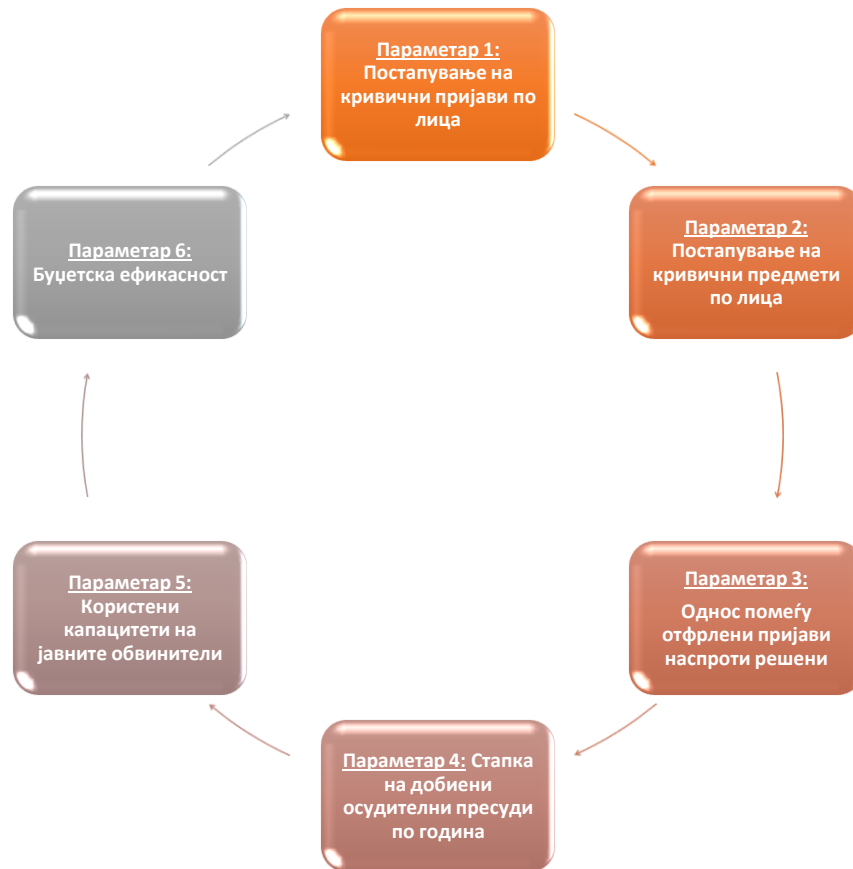 Параметар 1:
Постапување на
кривични пријави по
лица
Параметар 2:
Постапување на
кривични предмети
по лица
Параметар 3:
Однос помеѓу
отфрлени пријави
наспроти решени
Параметар 4: Стапка
на добиени
осудителни пресуди
по година
Параметар 5:
Користени
капацитети на
јавните обвинители
Параметар 6:
Буџетска ефикасност